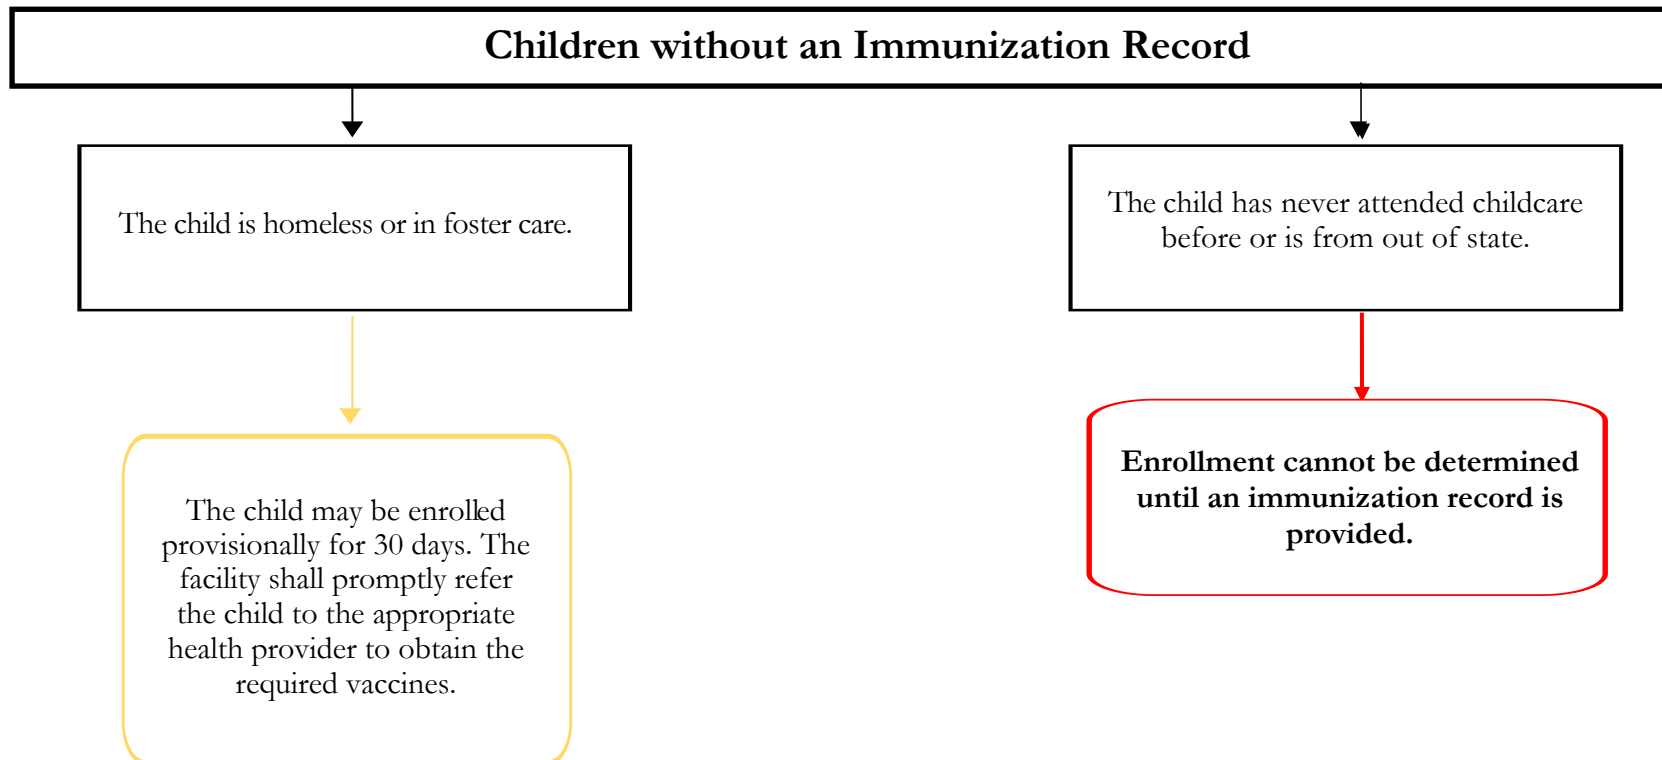 Children without an Immunization Record
The child is homeless or in foster care.
The child has never attended childcare
before or is from out of state.
The child may be enrolled
provisionally for 30 days. The
facility shall promptly refer
the child to the appropriate
health provider to obtain the
required vaccines.
Enrollment cannot be determined
until an immunization record is
provided.